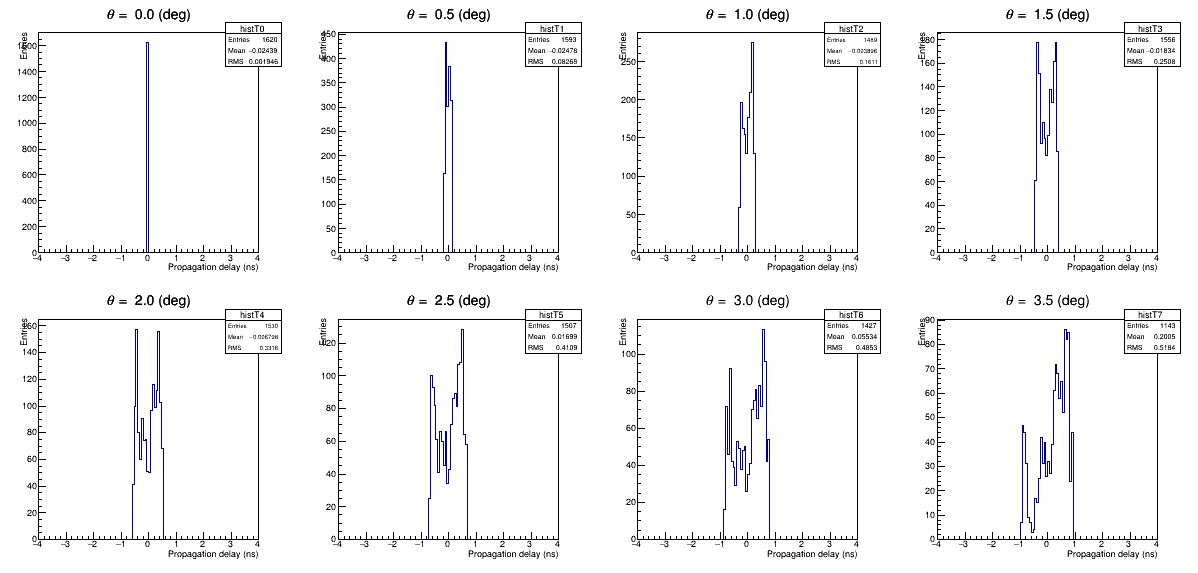 θ = 0.0 (deg)
Entries
histT0
Entries 1620
Mean −0.02439
RMS 0.001946
1600
1400
1200
1000
800
600
400
200
0
−4 −3 −2 −1 0 1 2 3 4
Propagation delay (ns)
θ = 0.5 (deg)
Entries
histT1
Entries 1593
Mean −0.02478
RMS 0.08268
450
400
350
300
250
200
150
100
50
0
−4 −3 −2 −1 0 1 2 3 4
Propagation delay (ns)
θ = 1.0 (deg)
Entries
histT2
Entries 1489
Mean −0.003896
RMS 0.1611
250
200
150
100
50
0
−4 −3 −2 −1 0 1 2 3 4
Propagation delay (ns)
θ = 1.5 (deg)
Entries
histT3
Entries 1556
Mean −0.01834
RMS 0.2508
180
160
140
120
100
80
60
40
20
0
−4 −3 −2 −1 0 1 2 3 4
Propagation delay (ns)
θ = 2.0 (deg)
Entries
histT4
Entries 1530
Mean −0.006798
RMS 0.3316
160
140
120
100
80
60
40
20
0
−4 −3 −2 −1 0 1 2 3 4
Propagation delay (ns)
θ = 2.5 (deg)
Entries
histT5
Entries 1507
Mean 0.01699
RMS 0.4109
120
100
80
60
40
20
0
−4 −3 −2 −1 0 1 2 3 4
Propagation delay (ns)
θ = 3.0 (deg)
Entries
histT6
Entries 1427
Mean 0.05534
RMS 0.4853
100
80
60
40
20
0
−4 −3 −2 −1 0 1 2 3 4
Propagation delay (ns)
θ = 3.5 (deg)
Entries
histT7
Entries 1143
Mean 0.2005
RMS 0.5184
90
80
70
60
50
40
30
20
10
0
−4 −3 −2 −1 0 1 2 3 4
Propagation delay (ns)